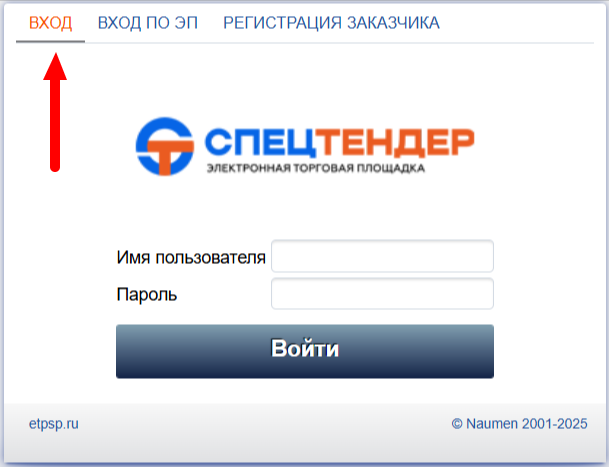 ВХОД ВХОД ПО ЭП РЕГИСТРАЦИЯ ЗАКАЗЧИКА
СПЕЦТЕНДЕР
ЭЛЕКТРОННАЯ ТОРГОВАЯ ПЛОЩАДКА
Имя пользователя
Пароль
Войти
etpsp.ru © Naumen 2001-2025